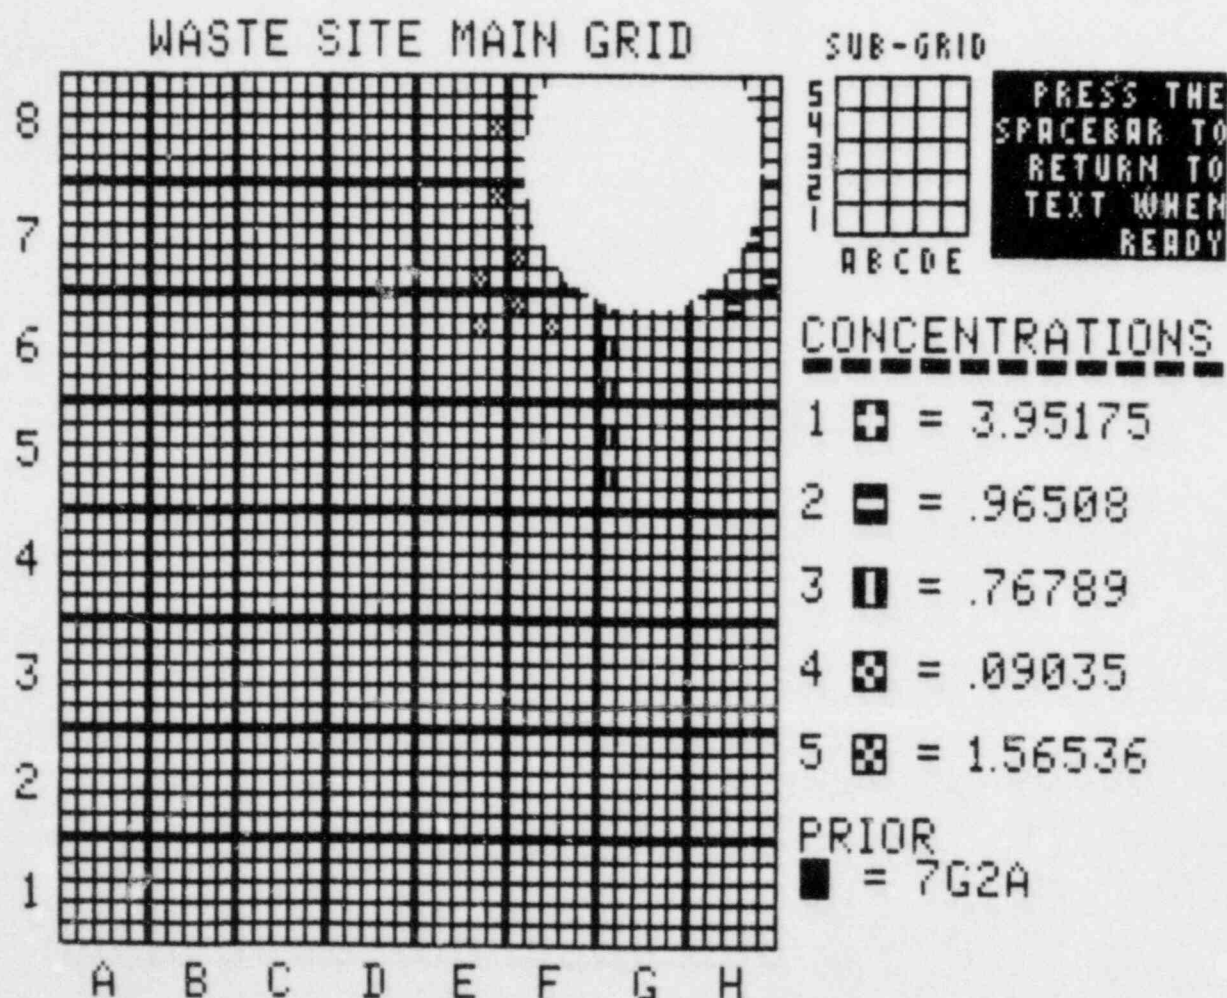 WASTE SITE MAIN GRID
8
7
6
5
4
3
2
1
A B C D E F G H
SUB-GRID
5
4
3
2
1
A B C D E
PRESS THE
SPACEBAR TO
RETURN TO
TEXT WHEN
READY
CONCENTRATIONS
1 = 3.95175
2 = .96508
3 = .76789
4 = .09035
5 = 1.56536
PRIOR
= 7G2A